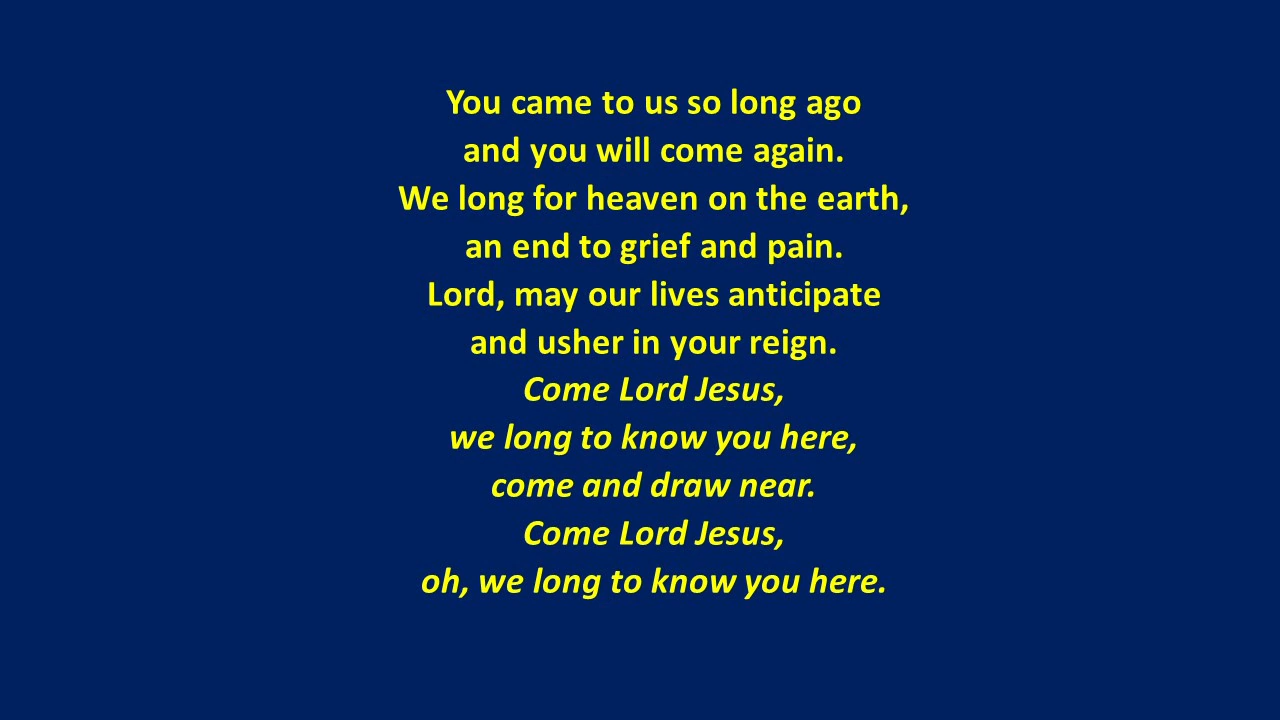 You came to us so long ago
and you will come again.
We long for heaven on the earth,
an end to grief and pain.
Lord, may our lives anticipate
and usher in your reign.
Come Lord Jesus,
we long to know you here,
come and draw near.
Come Lord Jesus,
oh, we long to know you here.